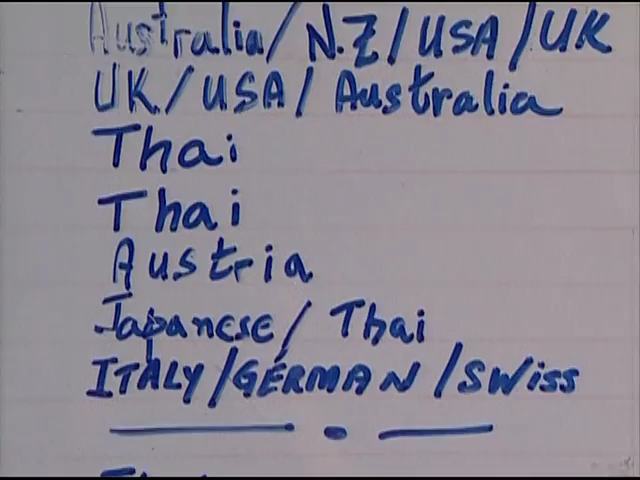 Australia/ N.Z/USA/UK
UK/USA/Australia
Thai
Thai
Austria
Japanese/ Thai
ITALY/GERMAN/SWiss